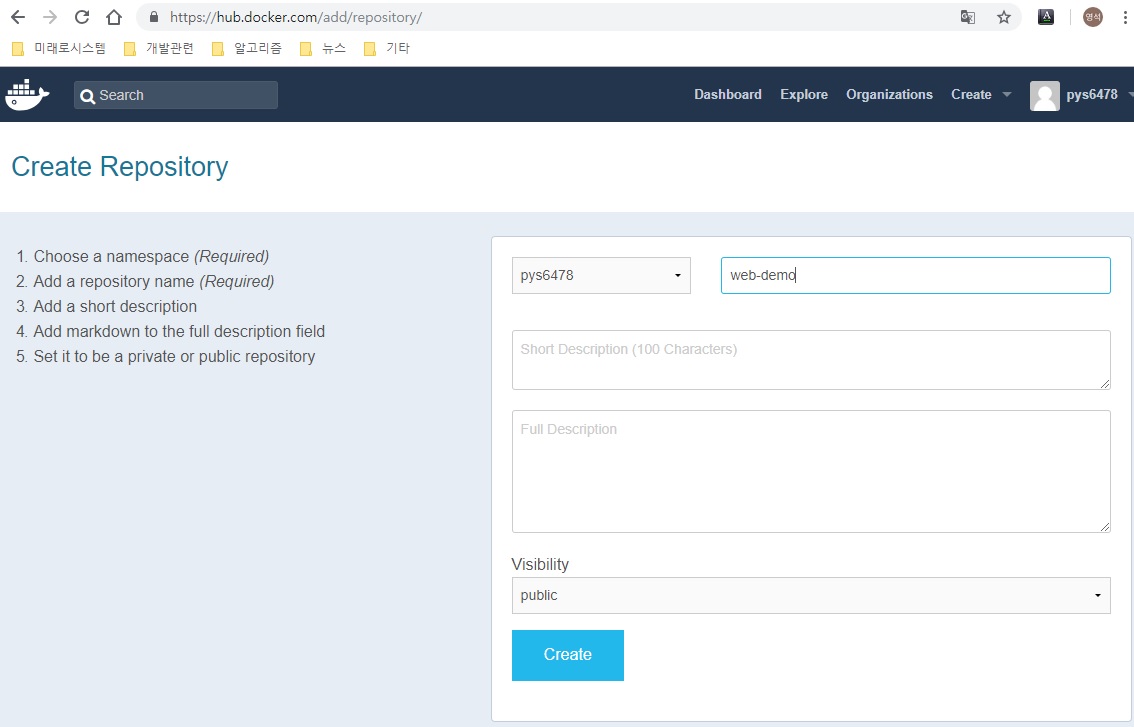 https://hub.docker.com/add/repository/
A
영석
미래로시스템 개발관련 알고리즘 뉴스 기타
Search Dashboard Explore Organizations Create pys6478
Create Repository
1. Choose a namespace (Required)
2. Add a repository name (Required)
3. Add a short description
4. Add markdown to the full description field
5. Set it to be a private or public repository
pys6478 web-demo
Short Description (100 Characters)
Full Description
Visibility
public
Create